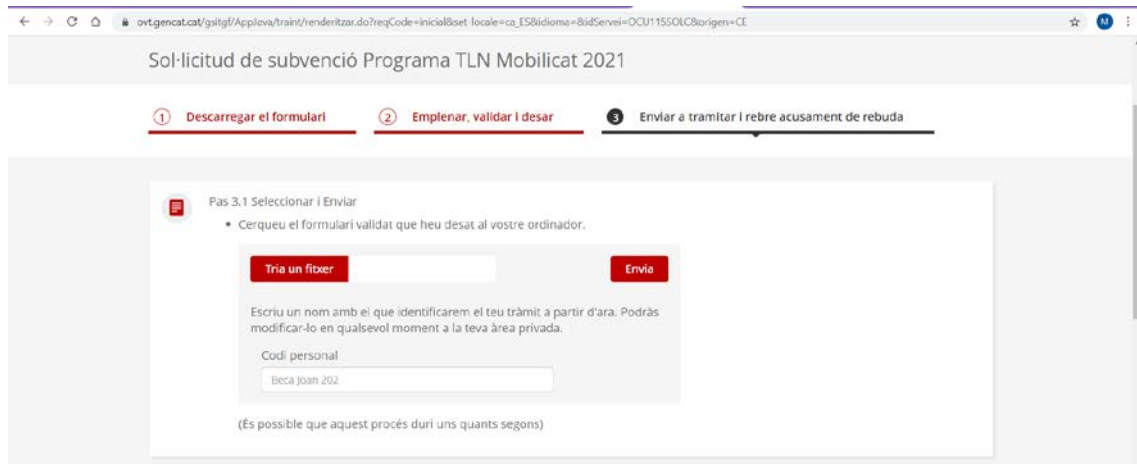 ovt.gencat.cat/gsitgf/AppJava/traint/renderitzar.do?reqCode=inicial&set-locale=ca_ES&idioma=&idServei=OCU115SOLC&origen=CE
M
Sol·licitud de subvenció Programa TLN Mobilicat 2021
1 Descarregar el formulari
2 Emplenar, validar i desar
3 Enviar a tramitar i rebre acusament de rebuda
Pas 3.1 Seleccionar i Enviar
• Cerqueu el formulari validat que heu desat al vostre ordinador.
Tria un fitxer
Envia
Escriu un nom amb el que identificarem el teu tràmit a partir d'ara. Podràs
modificar-lo en qualsevol moment a la teva àrea privada.
Codi personal
Beca Joan 202
(És possible que aquest procés duri uns quants segons)